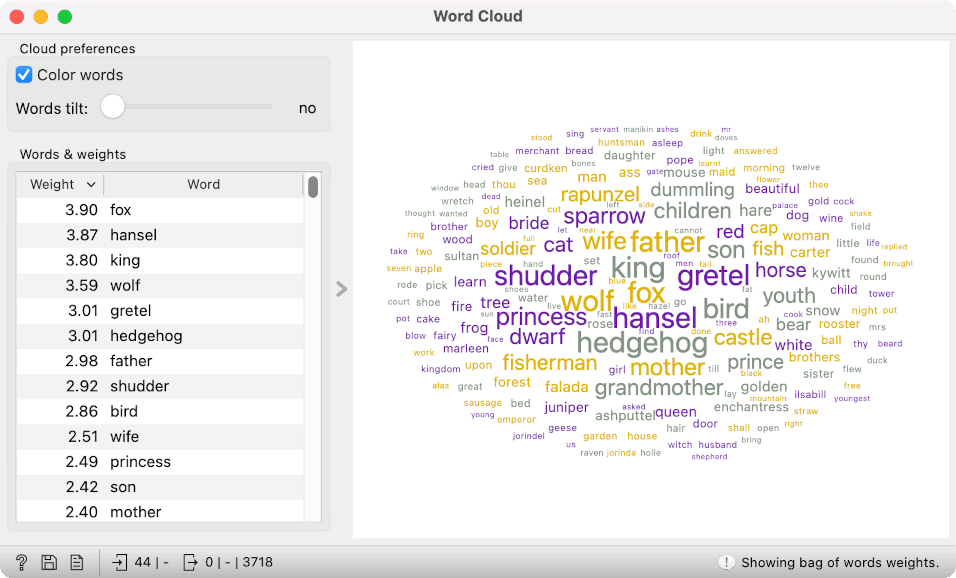 Word Cloud
Cloud preferences
Color words
Words tilt: no
Words & weights
Weight Word
3.90 fox
3.87 hansel
3.80 king
3.59 wolf
3.01 gretel
3.01 hedgehog
2.98 father
2.92 shudder
2.86 bird
2.51 wife
2.49 princess
2.42 son
2.40 mother
servant manikin ashes mr
stood sing drink doves
huntsman asleep
table merchant bread daughter light answered
cried give curdken bones pope learnt morning twelve
window head thou sea man ass gate mouse maid flower thee
wretch dead heinel rapunzel dummling beautiful gold cock
thought wanted old cut left side children hare palace dog wine shake
brother boy bride sparrow red cap field
ring wood let near cannot woman little life replied
take two sultan soldier full cat wife father son fish carter found brought
seven apple piece hand set king roof men tail horse kywitt round
rode pick learn shudder blue gretel fat child tower
court shoe shoes water live wolf fox youth snow night put
fire tree sun like hazel go bird cook
pot cake frog princess rose fast hansel three ah bear rooster mrs
blow fairy face dwarf find done castle white ball thy beard
work marleen hedgehog brothers duck
kingdom upon fisherman girl mother till prince sister flew
alas great forest falada grandmother black lay golden free
sausage bed juniper asked mountain ilsabill youngest
young emperor ashputtel queen enchantress straw
jorindel geese hair door shall open right
us garden house witch husband bring
raven jorinda holle shepherd
44 | - 0 | - | 3718 Showing bag of words weights.